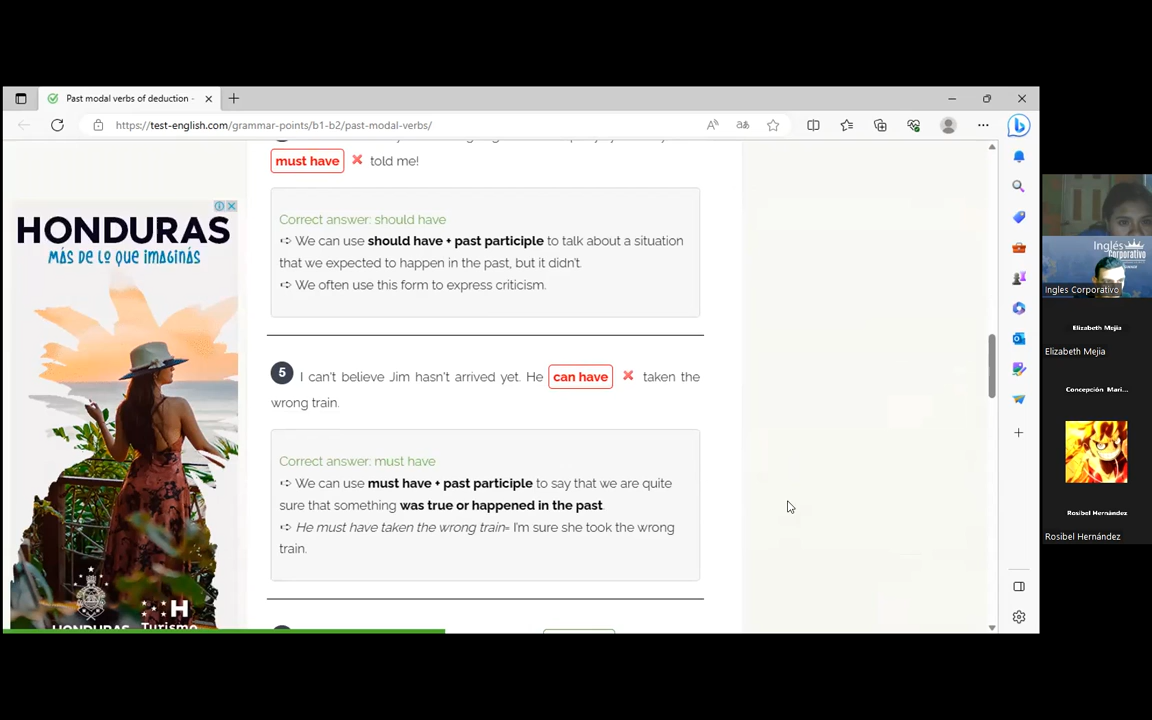 Past modal verbs of deduction -
https://test-english.com/grammar-points/b1-b2/past-modal-verbs/
must have told me!
Correct answer: should have
➪ We can use should have + past participle to talk about a situation
that we expected to happen in the past, but it didn't.
➪ We often use this form to express criticism.
5 I can't believe Jim hasn't arrived yet. He can have taken the
wrong train.
Correct answer: must have
➪ We can use must have + past participle to say that we are quite
sure that something was true or happened in the past.
➪ He must have taken the wrong train= I'm sure she took the wrong
train.
HONDURAS
MÁS DE LO QUE IMAGINÁS
HONDURAS
H
Turismo
Inglés
Corporativo
Ingles Corporativo
Elizabeth Mejia
Elizabeth Mejia
Concepción Mari...
Rosibel Hernández
Rosibel Hernández